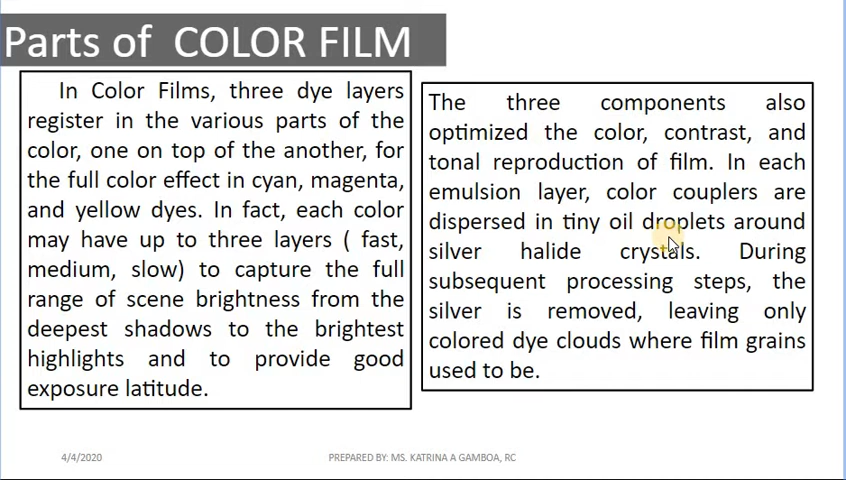 Parts of COLOR FILM
In Color Films, three dye layers
register in the various parts of the
color, one on top of the another, for
the full color effect in cyan, magenta,
and yellow dyes. In fact, each color
may have up to three layers ( fast,
medium, slow) to capture the full
range of scene brightness from the
deepest shadows to the brightest
highlights and to provide good
exposure latitude.
The three components also
optimized the color, contrast, and
tonal reproduction of film. In each
emulsion layer, color couplers are
dispersed in tiny oil droplets around
silver halide crystals. During
subsequent processing steps, the
silver is removed, leaving only
colored dye clouds where film grains
used to be.
4/4/2020
PREPARED BY: MS. KATRINA A GAMBOA, RC